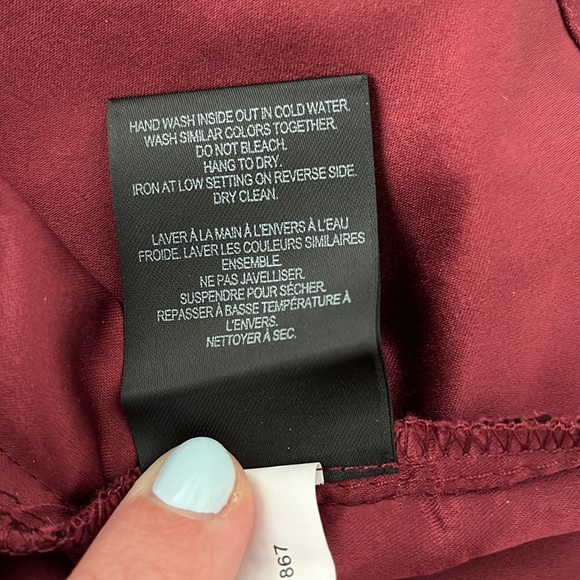 HAND WASH INSIDE OUT IN COLD WATER.
WASH SIMILAR COLORS TOGETHER.
DO NOT BLEACH.
HANG TO DRY.
IRON AT LOW SETTING ON REVERSE SIDE.
DRY CLEAN.
LAVER À LA MAIN À L'ENVERS À L'EAU
FROIDE. LAVER LES COULEURS SIMILAIRES
ENSEMBLE.
NE PAS JAVELLISER.
SUSPENDRE POUR SÉCHER.
REPASSER À BASSE TEMPÉRATURE À
L'ENVERS.
NETTOYER À SEC.
867